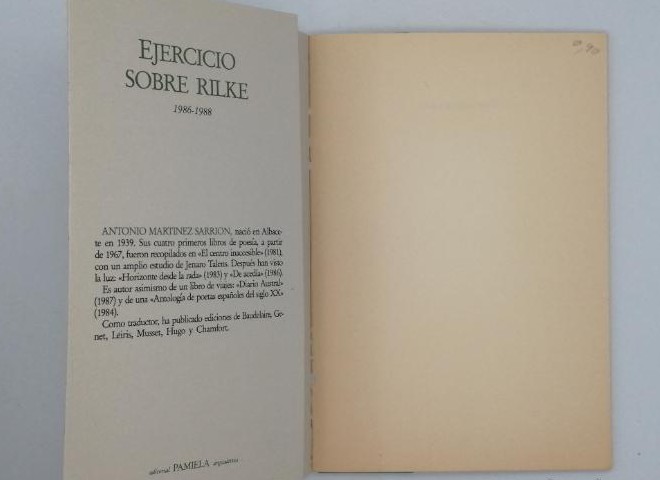 EJERCICIO
SOBRE RILKE
1986-1988
ANTONIO MARTINEZ SARRION, nació en Albace-
te en 1939. Sus cuatro primeros libros de poesía, a partir
de 1967, fueron recopilados en «El centro inaccesible» (1981),
con un amplio estudio de Jenaro Talens. Después han visto
la luz: «Horizonte desde la rada» (1983) y «De acedía» (1986).
Es autor asimismo de un libro de viajes: «Diario Austral»
(1987) y de una «Antología de poetas españoles del siglo XX»
(1984).
Como traductor, ha publicado ediciones de Baudelaire, Ge-
net, Leiris, Musset, Hugo y Chamfort.
editorial PAMIELA argitaletxea